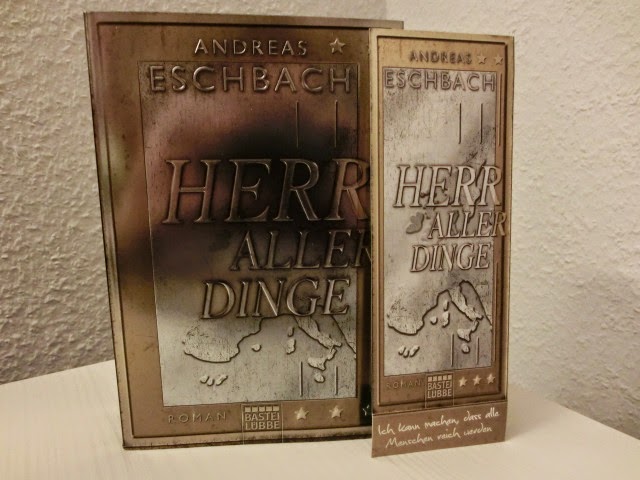 ANDREAS
ESCHBACH
HERR
ALLER
DINGE
ROMAN
BASTEI
LÜBBE
ANDREAS
ESCHBACH
HERR
ALLER
DINGE
ROMAN
BASTEI
LÜBBE
Ich kann machen, dass alle
Menschen reich werden